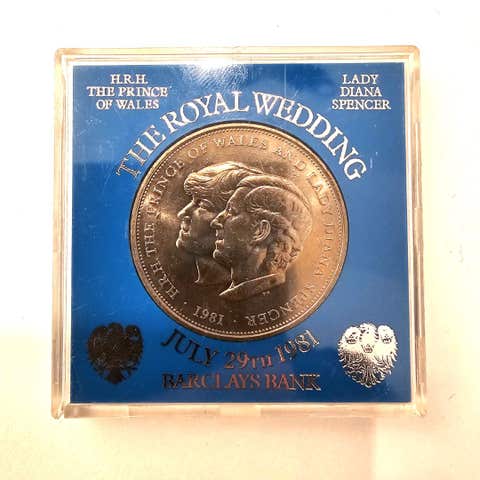 H.R.H.
THE PRINCE
OF WALES
LADY
DIANA
SPENCER
THE ROYAL WEDDING
H.R.H. THE PRINCE OF WALES AND LADY DIANA SPENCER
· 1981 ·
JULY 29TH 1981
BARCLAYS BANK